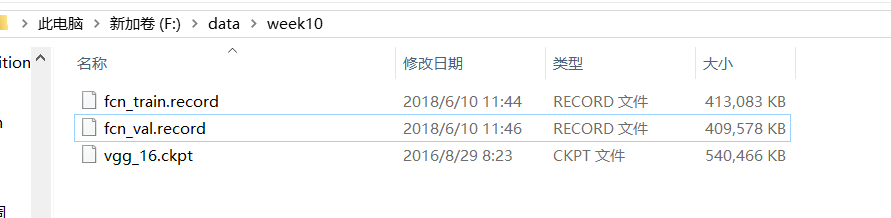 此电脑 > 新加卷 (F:) > data > week10
ition
名称 修改日期 类型 大小
fcn_train.record 2018/6/10 11:44 RECORD 文件 413,083 KB
fcn_val.record 2018/6/10 11:46 RECORD 文件 409,578 KB
vgg_16.ckpt 2016/8/29 8:23 CKPT 文件 540,466 KB